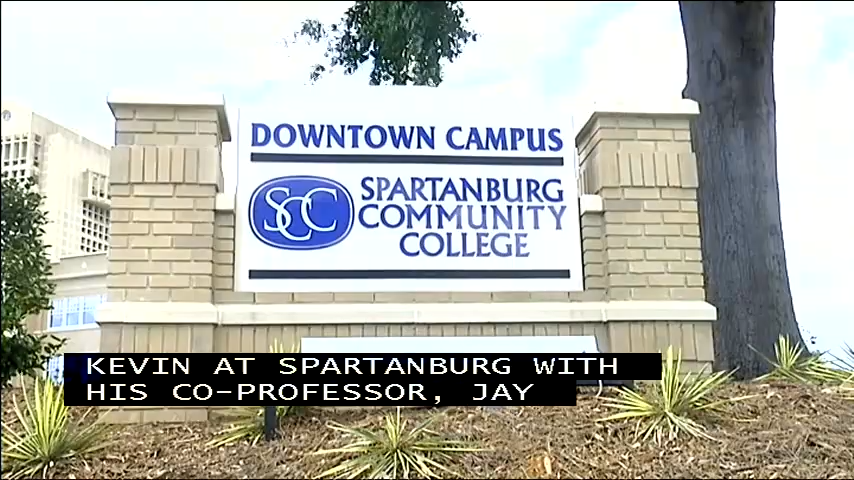 DOWNTOWN CAMPUS
SCC
SPARTANBURG
COMMUNITY
COLLEGE
KEVIN AT SPARTANBURG WITH
HIS CO-PROFESSOR, JAY